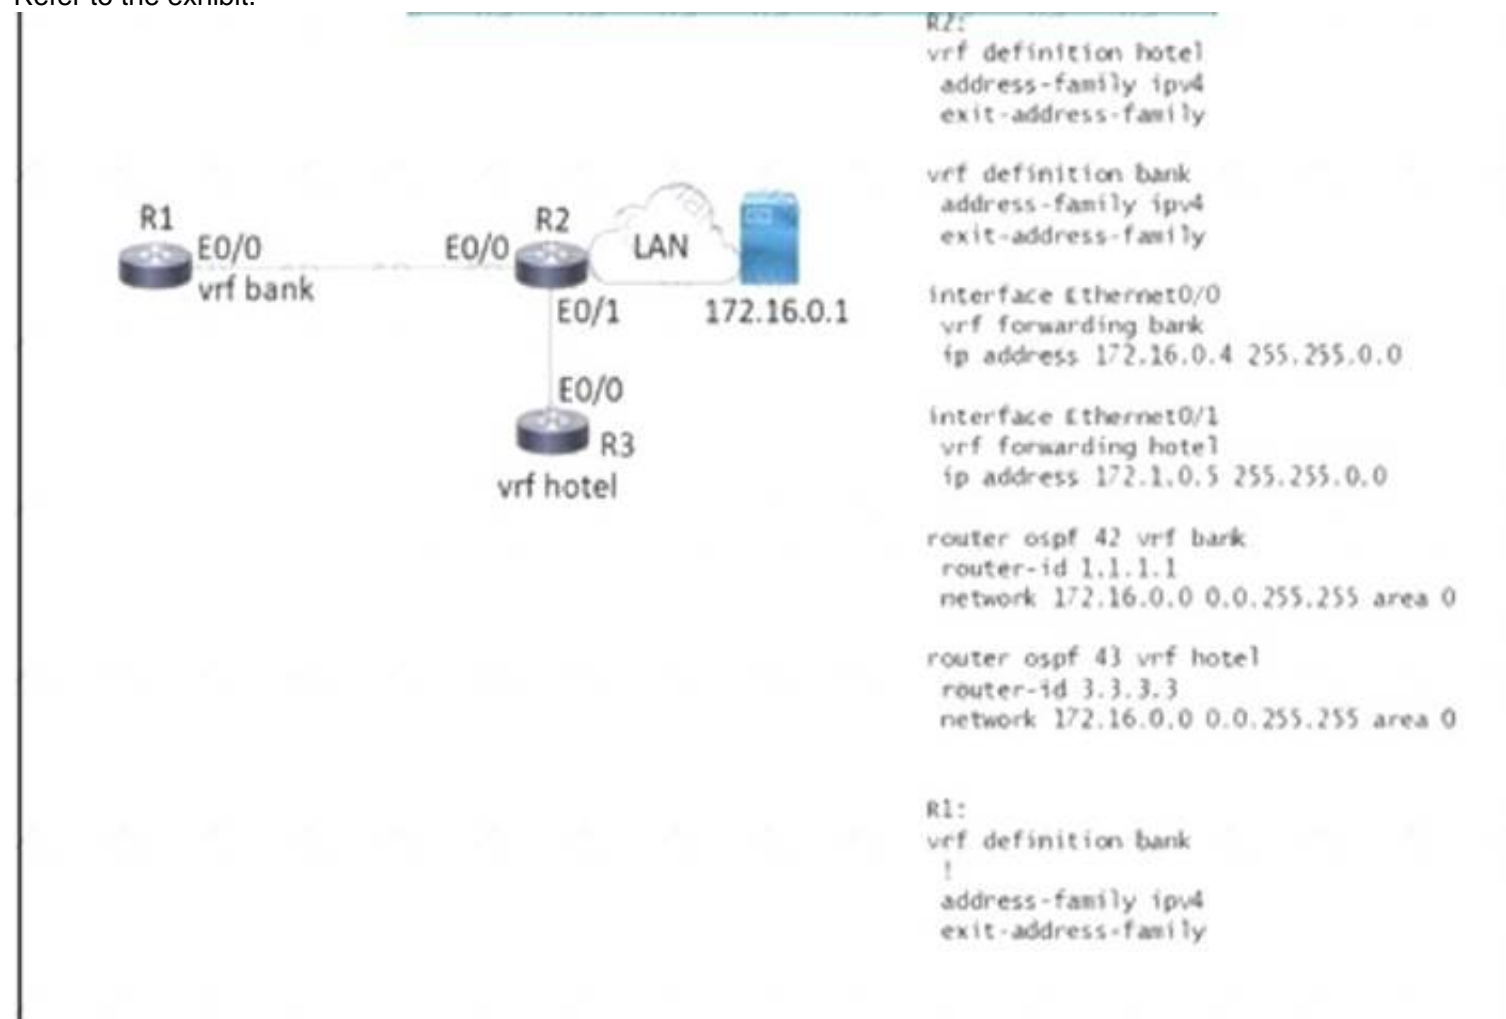 Refer to the exhibit.
R1
E0/0
vrf bank
E0/0
R2
LAN
E0/1
172.16.0.1
E0/0
R3
vrf hotel
R2:
vrf definition hotel
address-family ipv4
exit-address-family
vrf definition bank
address-family ipv4
exit-address-family
interface Ethernet0/0
vrf forwarding bank
ip address 172.16.0.4 255.255.0.0
interface Ethernet0/1
vrf forwarding hotel
ip address 172.1.0.5 255.255.0.0
router ospf 42 vrf bank
router-id 1.1.1.1
network 172.16.0.0 0.0.255.255 area 0
router ospf 43 vrf hotel
router-id 3.3.3.3
network 172.16.0.0 0.0.255.255 area 0
R1:
vrf definition bank
!
address-family ipv4
exit-address-family